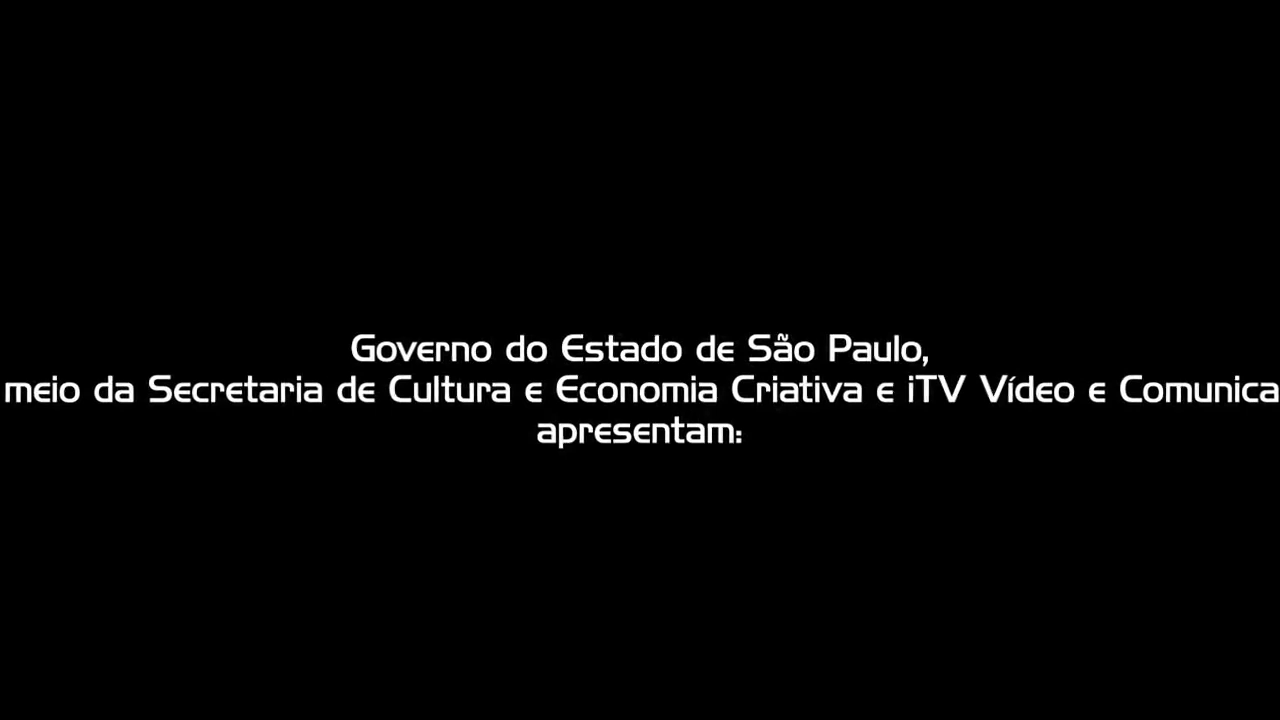 Governo do Estado de São Paulo,
meio da Secretaria de Cultura e Economia Criativa e iTV Vídeo e Comunica
apresentam: